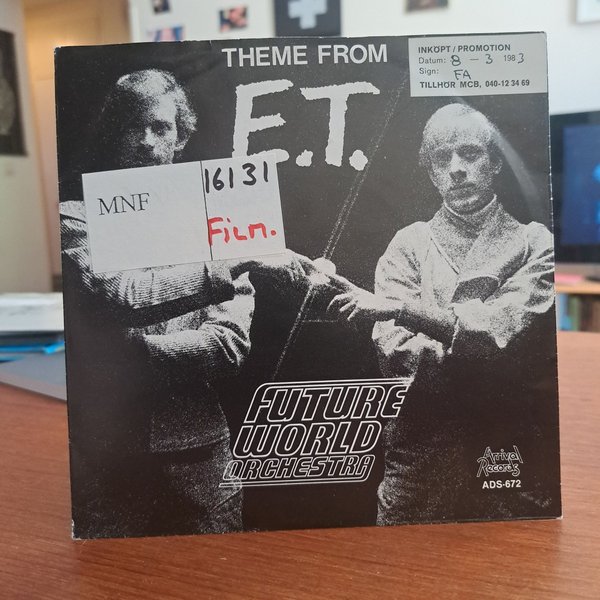 THEME FROM
E.T.
INKÖPT / PROMOTION
Datum: 8 - 3 1983
Sign: FA
TILLHÖR MCB, 040-12 34 69
MNF
16131
FiLM.
FUTURE
WORLD
ORCHESTRA
Arrival
Records
ADS-672